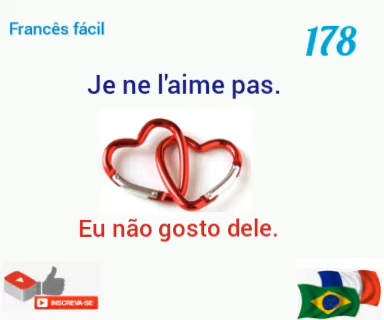 Francês fácil
178
Je ne l'aime pas.
Eu não gosto dele.
INSCREVA-SE